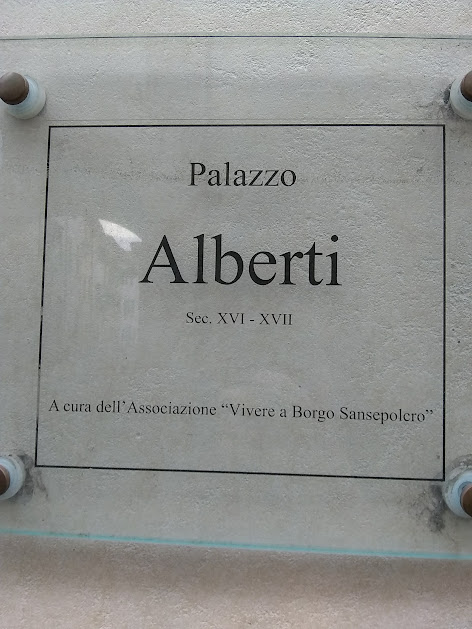 Palazzo
Alberti
Sec. XVI - XVII
A cura dell'Associazione “Vivere a Borgo Sansepolcro”